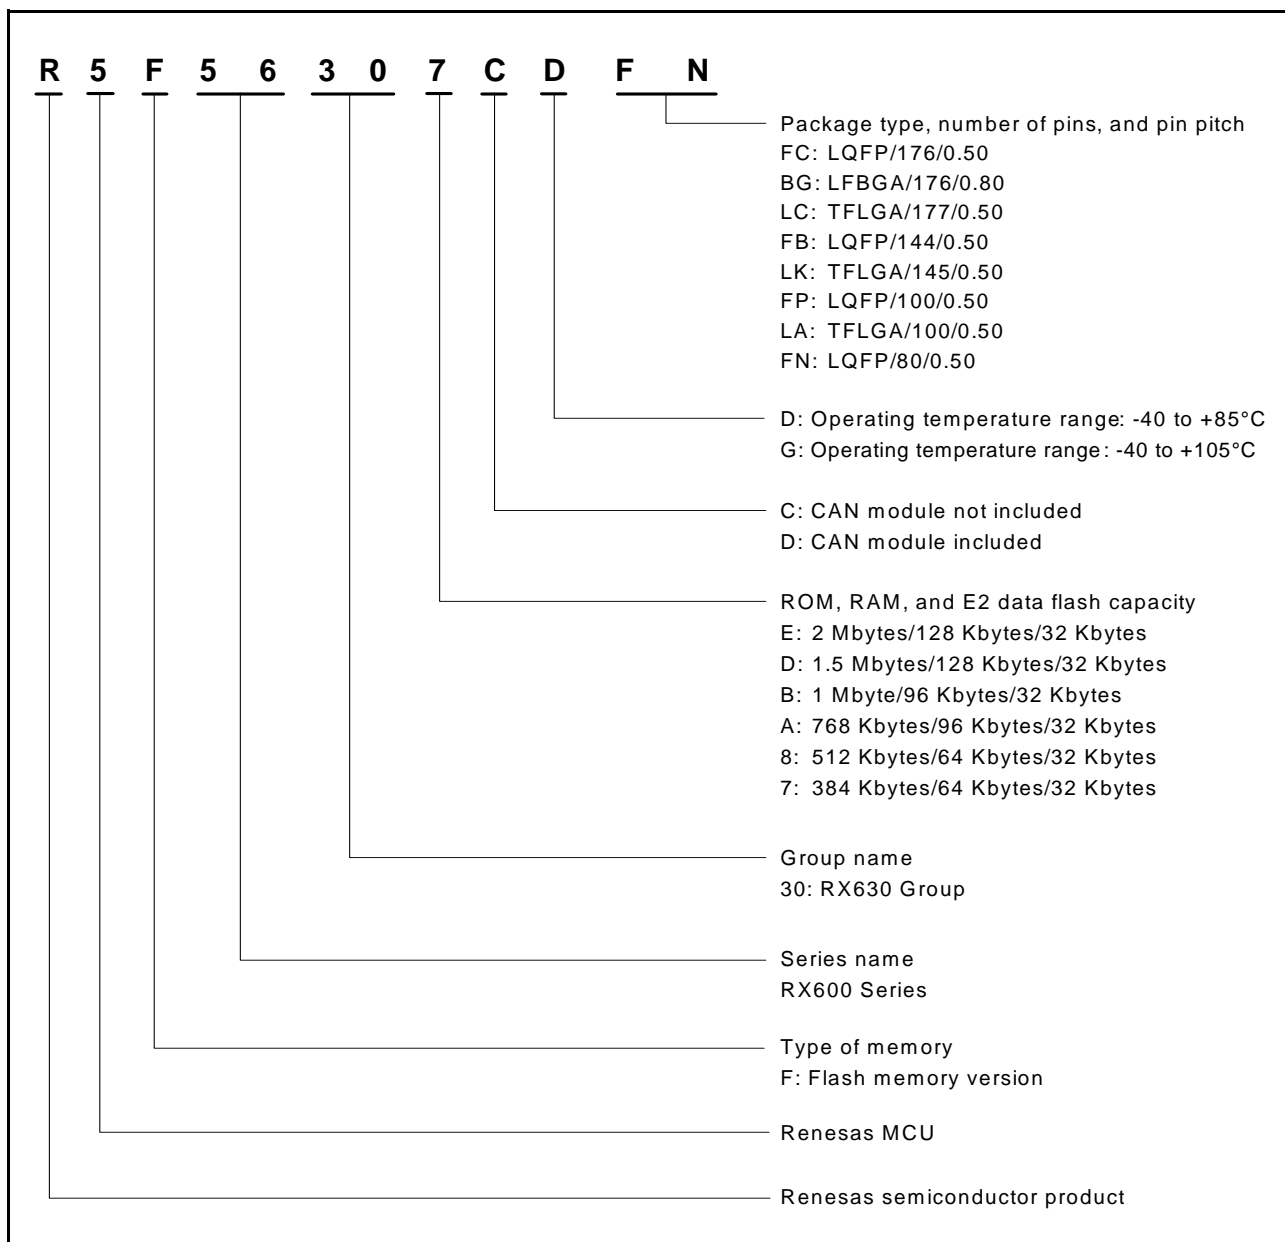 R 5 F 5 6 3 0 7 C D F N
Package type, number of pins, and pin pitch
FC: LQFP/176/0.50
BG: LFBGA/176/0.80
LC: TFLGA/177/0.50
FB: LQFP/144/0.50
LK: TFLGA/145/0.50
FP: LQFP/100/0.50
LA: TFLGA/100/0.50
FN: LQFP/80/0.50
D: Operating temperature range: -40 to +85°C
G: Operating temperature range: -40 to +105°C
C: CAN module not included
D: CAN module included
ROM, RAM, and E2 data flash capacity
E: 2 Mbytes/128 Kbytes/32 Kbytes
D: 1.5 Mbytes/128 Kbytes/32 Kbytes
B: 1 Mbyte/96 Kbytes/32 Kbytes
A: 768 Kbytes/96 Kbytes/32 Kbytes
8: 512 Kbytes/64 Kbytes/32 Kbytes
7: 384 Kbytes/64 Kbytes/32 Kbytes
Group name
30: RX630 Group
Series name
RX600 Series
Type of memory
F: Flash memory version
Renesas MCU
Renesas semiconductor product